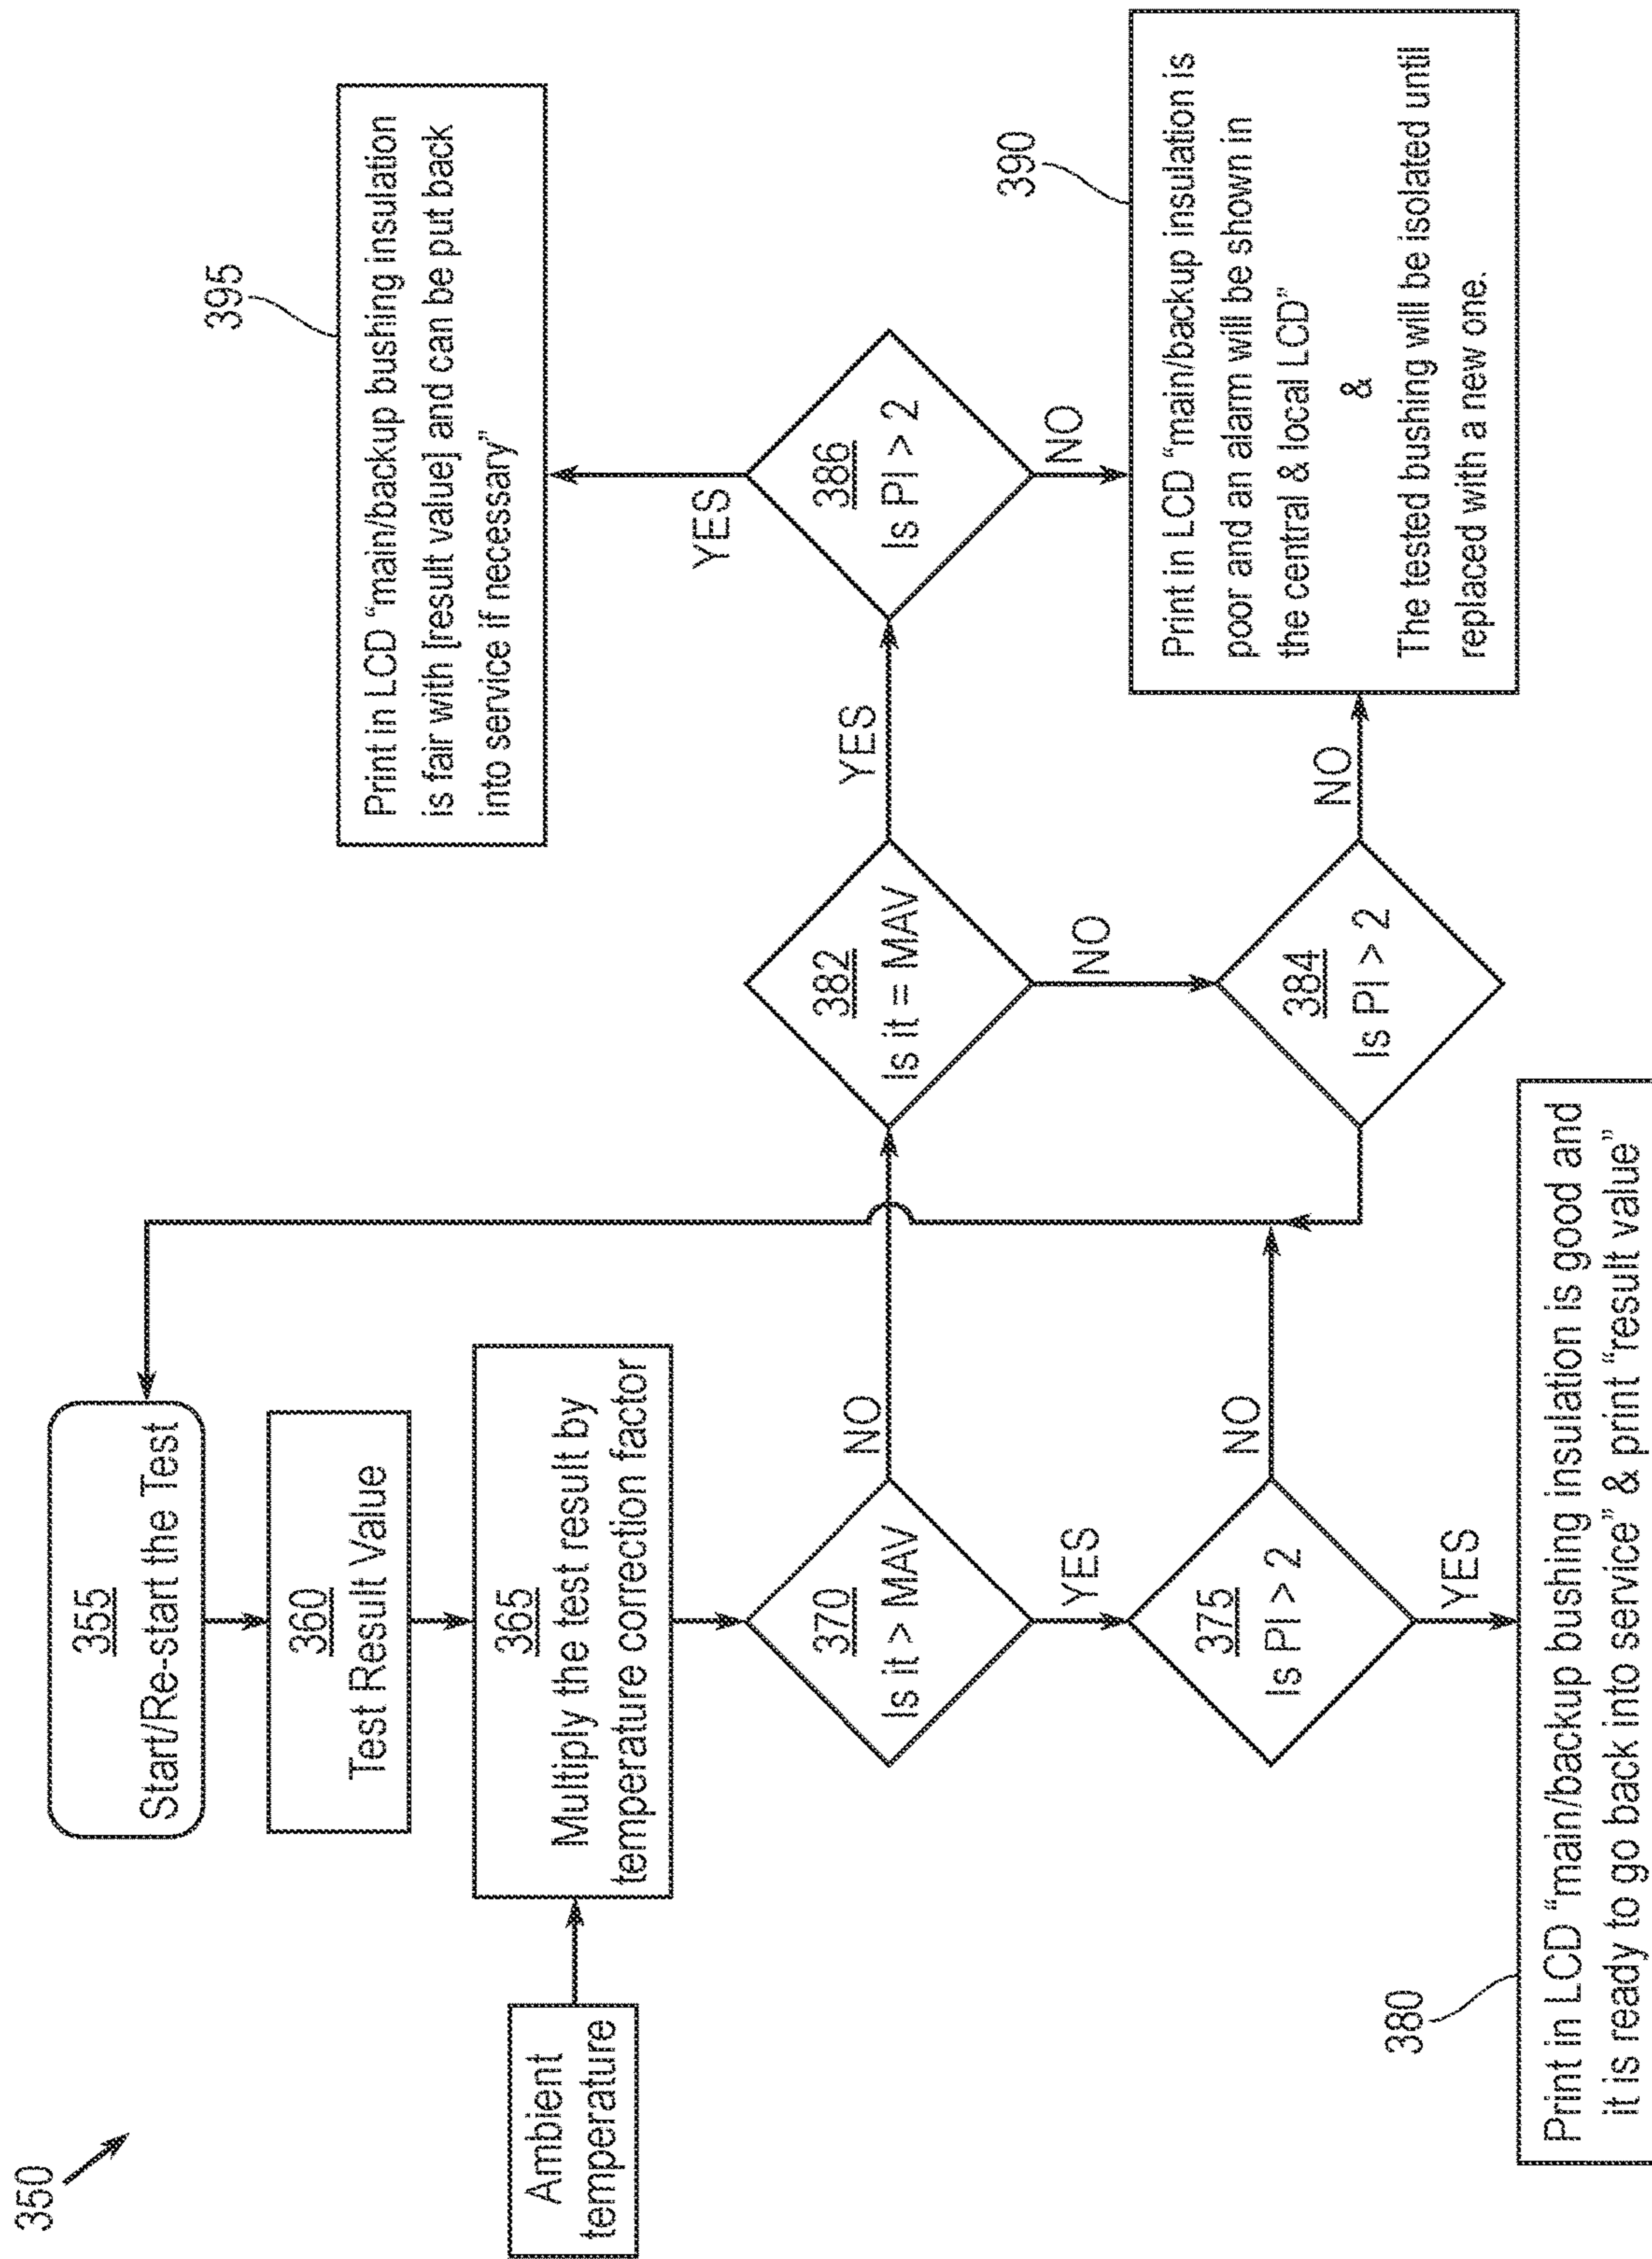 350
355
Start/Re-start the Test
360
Test Result Value
Ambient
temperature
365
Multiply the test result by
temperature correction factor
370
Is it > MAV
NO
YES
375
Is PI > 2
NO
YES
380
Print in LCD “main/backup bushing insulation is good and
it is ready to go back into service” & print “result value”
382
Is it = MAV
YES
NO
384
Is PI > 2
NO
386
Is PI > 2
YES
NO
395
Print in LCD “main/backup bushing insulation
is fair with [result value] and can be put back
into service if necessary”
390
Print in LCD “main/backup insulation is
poor and an alarm will be shown in
the central & local LCD”
&
The tested bushing will be isolated until
replaced with a new one.